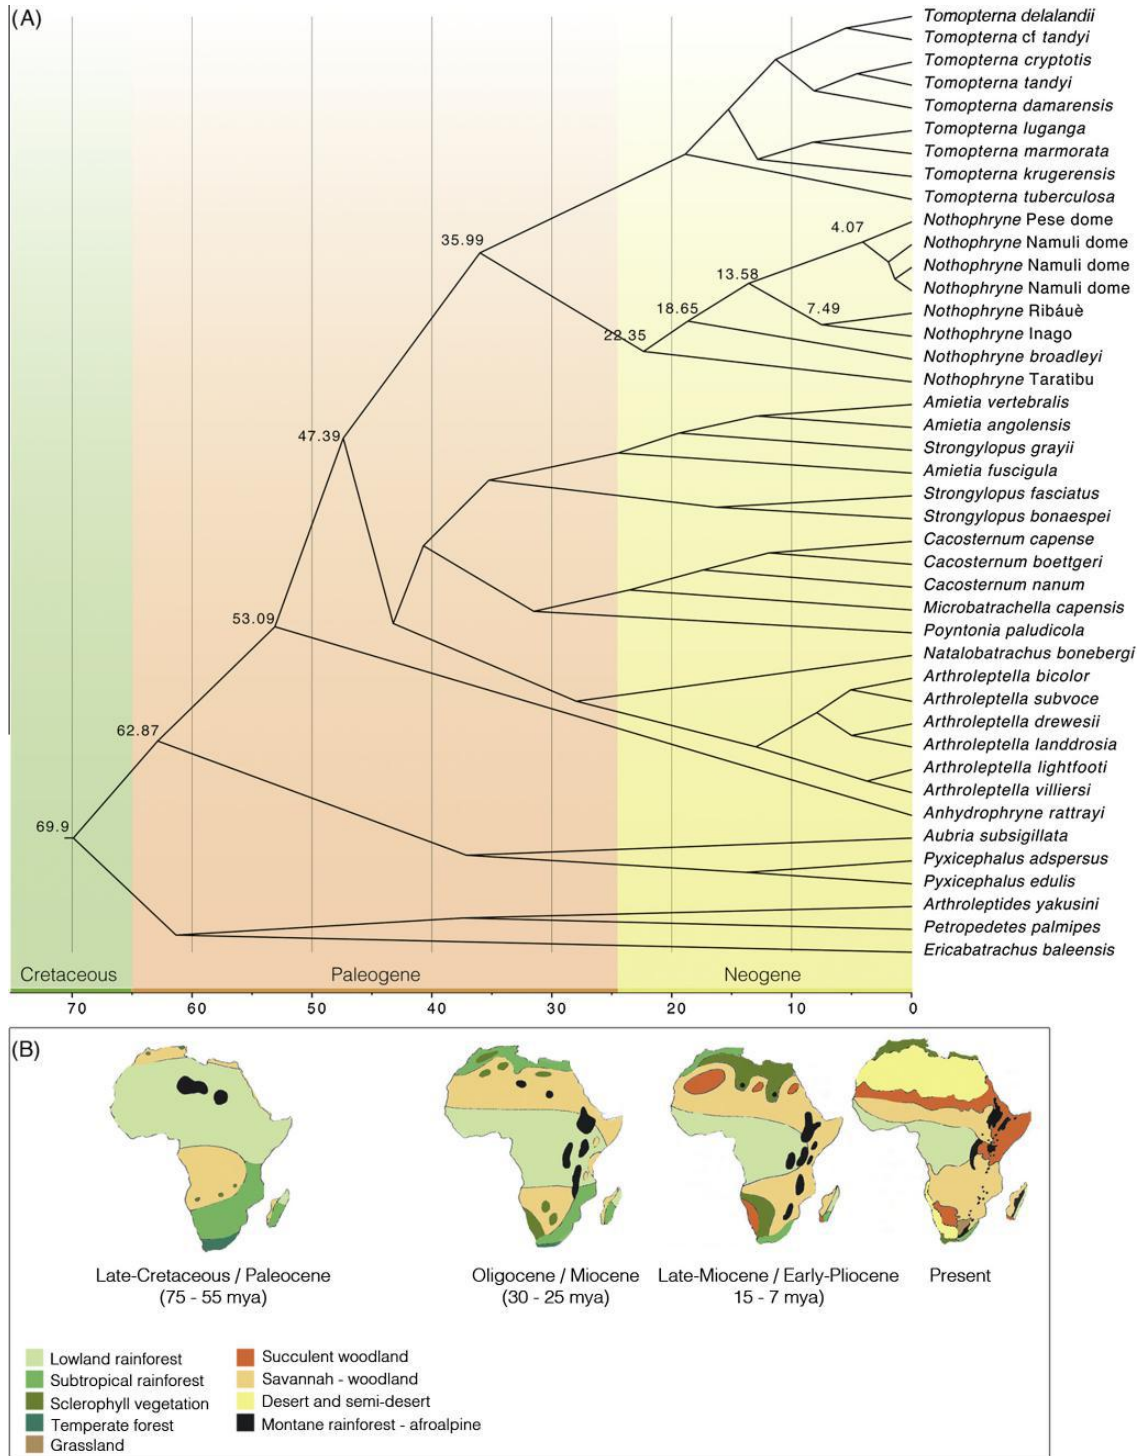 (A)
Tomopterna delalandii
Tomopterna cf tandyi
Tomopterna cryptotis
Tomopterna tandyi
Tomopterna damarensis
Tomopterna luganga
Tomopterna marmorata
Tomopterna krugerensis
Tomopterna tuberculosa
Nothophryne Pese dome
4.07
Nothophryne Namuli dome
35.99
Nothophryne Namuli dome
13.58
Nothophryne Namuli dome
18.65
7.49
Nothophryne Ribáuè
22.35
Nothophryne Inago
Nothophryne broadleyi
Nothophryne Taratibu
Amietia vertebralis
Amietia angolensis
47.39
Strongylopus grayii
Amietia fuscigula
Strongylopus fasciatus
Strongylopus bonaespei
Cacosternum capense
Cacosternum boettgeri
Cacosternum nanum
Microbatrachella capensis
53.09
Poyntonia paludicola
Natalobatrachus bonebergi
Arthroleptella bicolor
Arthroleptella subvoce
62.87
Arthroleptella drewesii
Arthroleptella landdrosia
Arthroleptella lightfooti
Arthroleptella villiersi
Anhydrophryne rattrayi
69.9
Aubria subsigillata
Pyxicephalus adspersus
Pyxicephalus edulis
Arthroleptides yakusini
Petropedetes palmipes
Ericabatrachus baleensis
Cretaceous Paleogene Neogene
70 60 50 40 30 20 10 0
(B)
Late-Cretaceous / Paleocene
(75 - 55 mya)
Oligocene / Miocene
(30 - 25 mya)
Late-Miocene / Early-Pliocene
15 - 7 mya)
Present
Lowland rainforest
Subtropical rainforest
Sclerophyll vegetation
Temperate forest
Grassland
Succulent woodland
Savannah - woodland
Desert and semi-desert
Montane rainforest - afroalpine